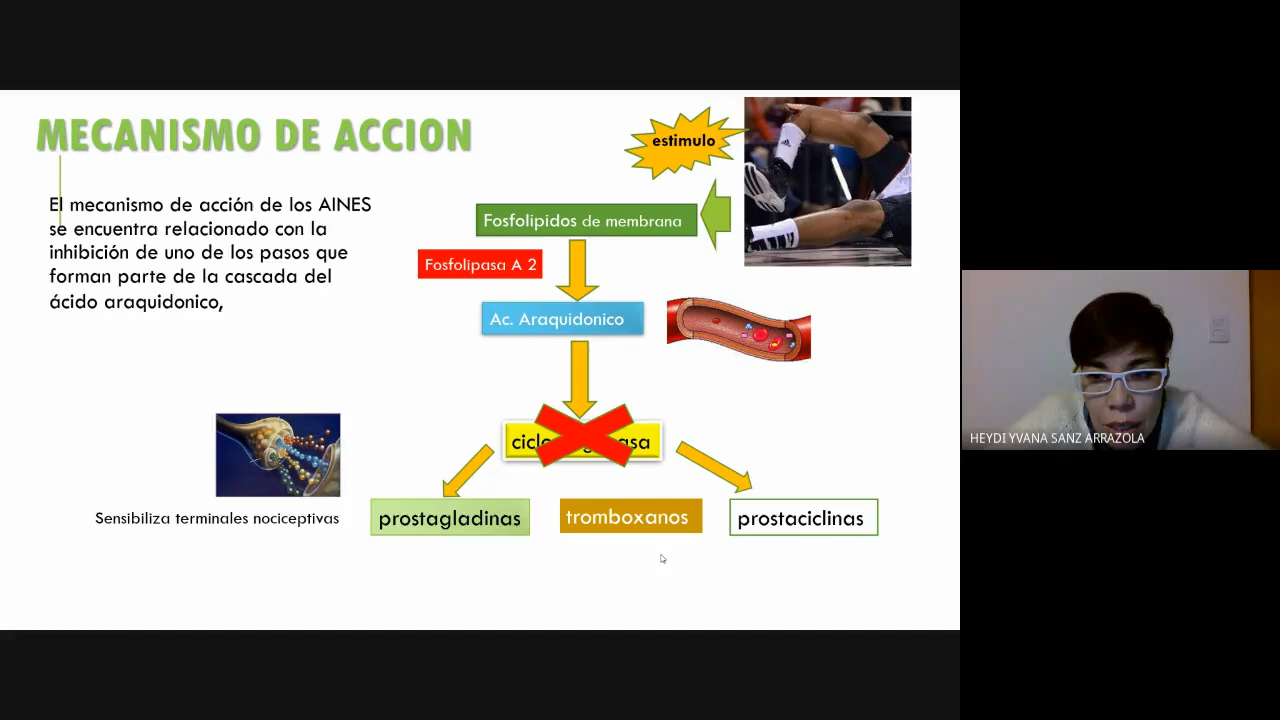 MECANISMO DE ACCION
estimulo
El mecanismo de acción de los AINES
se encuentra relacionado con la
inhibición de uno de los pasos que
forman parte de la cascada del
ácido araquidonico,
Fosfolipidos de membrana
Fosfolipasa A 2
Ac. Araquidonico
Sensibiliza terminales nociceptivas
prostagladinas
tromboxanos
prostaciclinas
HEYDI YVANA SANZ ARRAZOLA